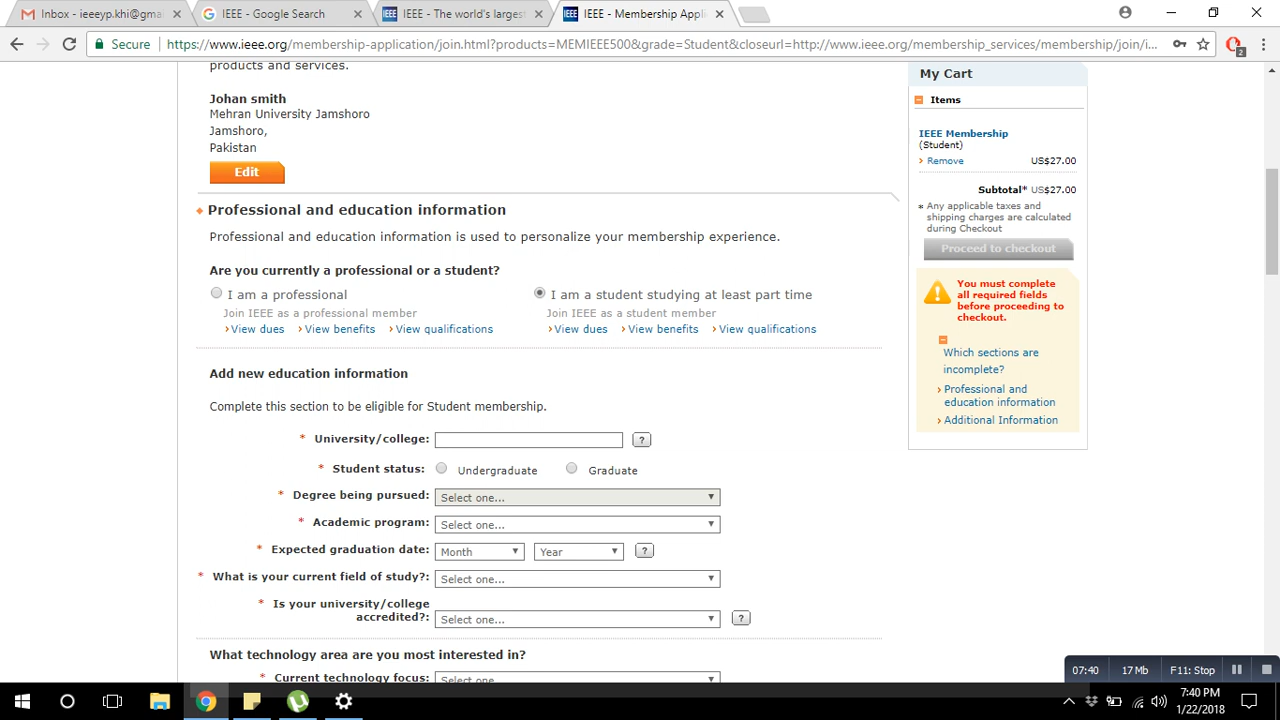 Inbox - ieeeyp.khi@gma
IEEE - Google Search
IEEE - The world's largest
IEEE - Membership Appli
Secure
https://www.ieee.org/membership-application/join.html?products=MEMIEEE500&grade=Student&closeurl=http://www.ieee.org/membership_services/membership/join/i...
2
products and services.
Johan smith
Mehran University Jamshoro
Jamshoro,
Pakistan
Edit
Professional and education information
Professional and education information is used to personalize your membership experience.
Are you currently a professional or a student?
I am a professional
I am a student studying at least part time
Join IEEE as a professional member
Join IEEE as a student member
View dues
View benefits
View qualifications
View dues
View benefits
View qualifications
Add new education information
Complete this section to be eligible for Student membership.
* University/college:
?
* Student status:
Undergraduate
Graduate
* Degree being pursued:
Select one...
* Academic program:
Select one...
* Expected graduation date:
Month
Year
?
* What is your current field of study?:
Select one...
* Is your university/college
accredited?:
Select one...
?
What technology area are you most interested in?
* Current technology focus:
Select one...
My Cart
Items
IEEE Membership
(Student)
Remove
US$27.00
Subtotal* US$27.00
* Any applicable taxes and
shipping charges are calculated
during Checkout
Proceed to checkout
You must complete
all required fields
before proceeding to
checkout.
Which sections are
incomplete?
Professional and
education information
Additional Information
07:40
17 Mb
F11: Stop
7:40 PM
1/22/2018